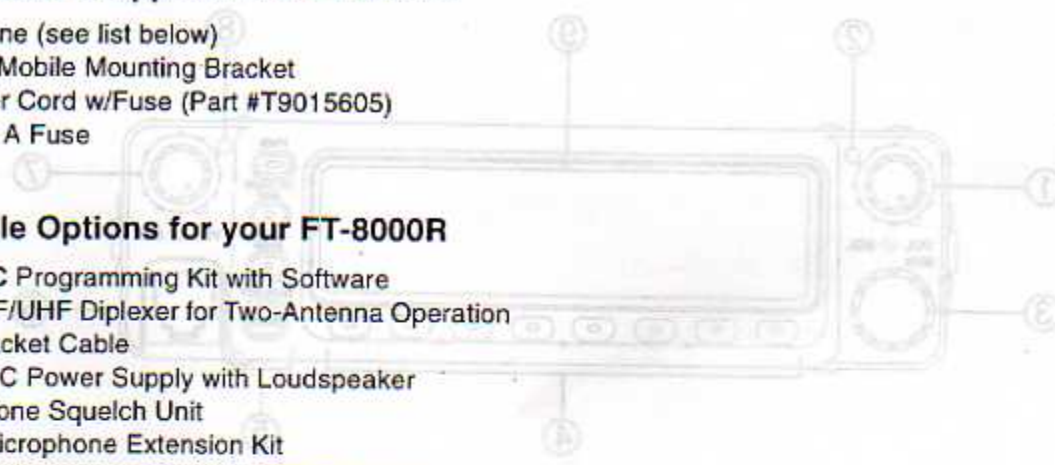 ne (see list below)
Mobile Mounting Bracket
r Cord w/Fuse (Part #T9015605)
A Fuse
le Options for your FT-8000R
C Programming Kit with Software
F/UHF Diplexer for Two-Antenna Operation
cket Cable
C Power Supply with Loudspeaker
one Squelch Unit
icrophone Extension Kit